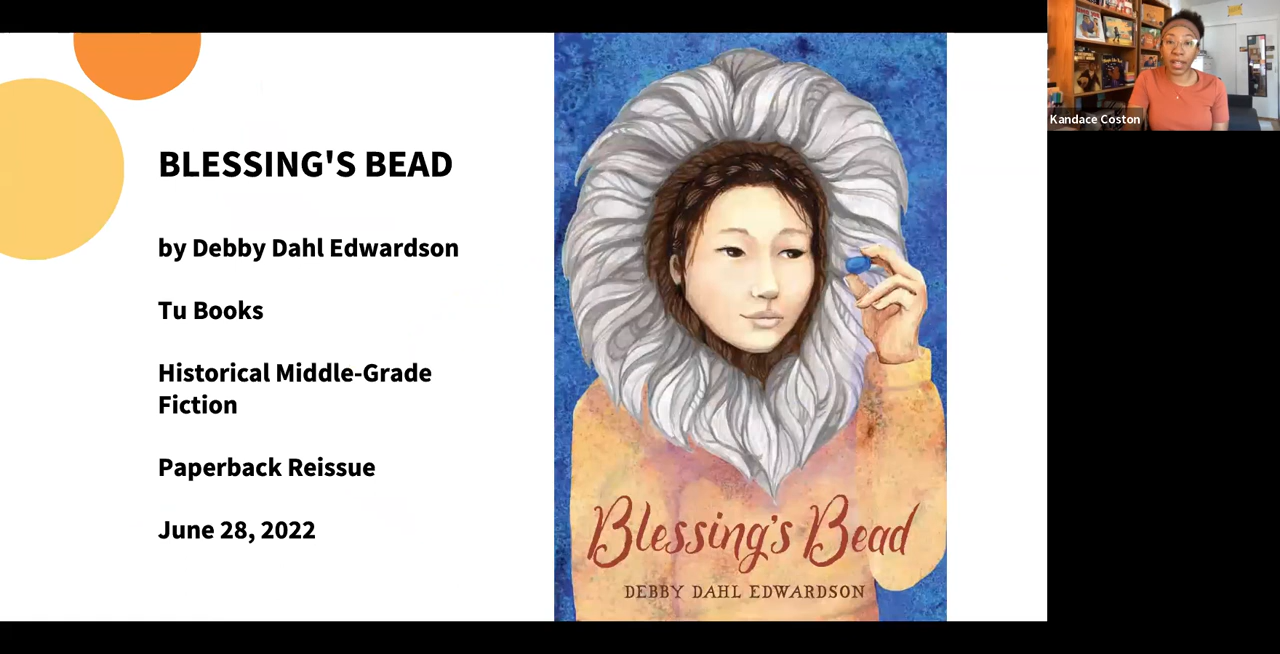 BLESSING'S BEAD
by Debby Dahl Edwardson
Tu Books
Historical Middle-Grade
Fiction
Paperback Reissue
June 28, 2022
Blessing's Bead
DEBBY DAHL EDWARDSON
Kandace Coston